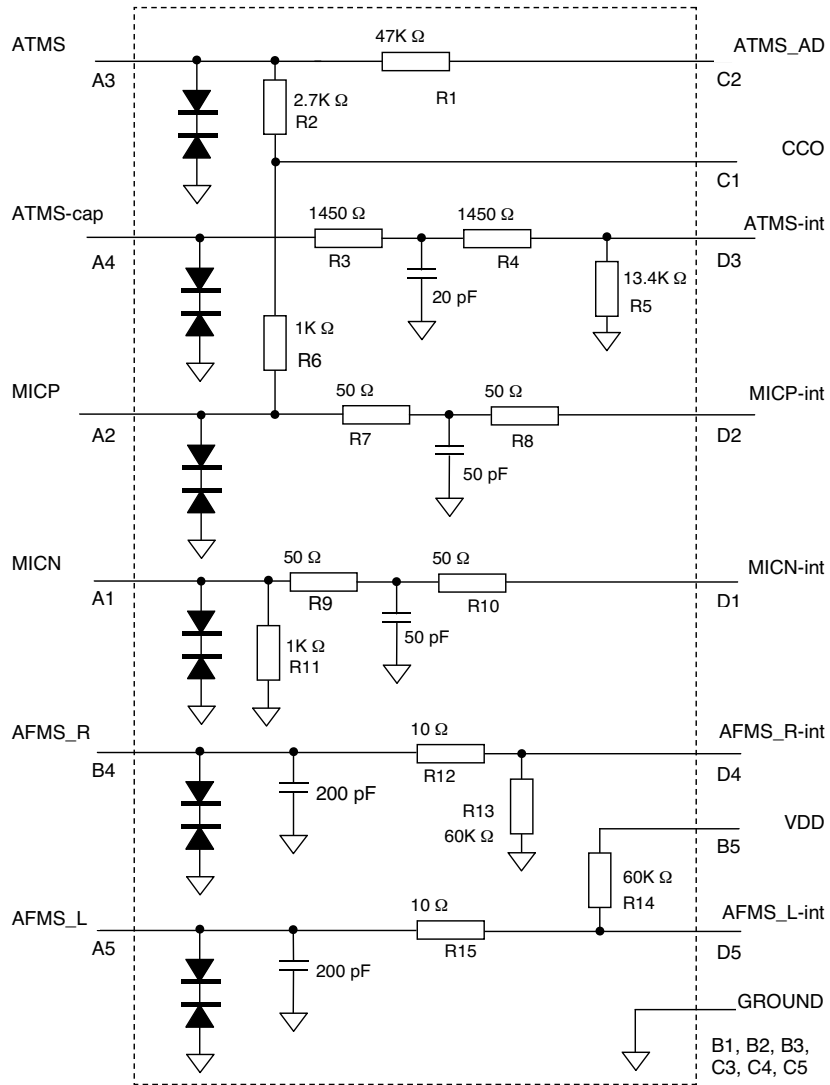 ATMS
A3
47K Ω
R1
ATMS_AD
C2
2.7K Ω
R2
CCO
C1
ATMS-cap
A4
1450 Ω
R3
1450 Ω
R4
ATMS-int
D3
20 pF
13.4K Ω
R5
1K Ω
R6
MICP
A2
50 Ω
R7
50 Ω
R8
MICP-int
D2
50 pF
MICN
A1
50 Ω
R9
50 Ω
R10
MICN-int
D1
1K Ω
R11
50 pF
AFMS_R
B4
10 Ω
R12
AFMS_R-int
D4
200 pF
R13
60K Ω
VDD
B5
60K Ω
R14
AFMS_L
A5
10 Ω
R15
AFMS_L-int
D5
200 pF
GROUND
B1, B2, B3,
C3, C4, C5